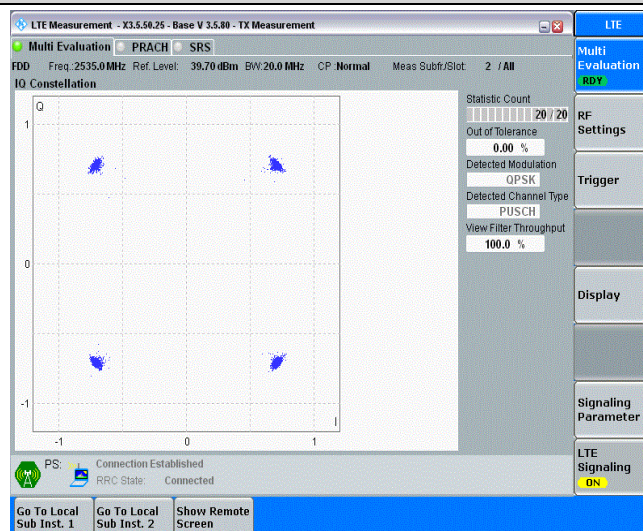 LTE Measurement - X3.5.50.25 - Base V 3.5.80 - TX Measurement
LTE
Multi Evaluation PRACH SRS
FDD Freq.:2535.0 MHz Ref. Level: 39.70 dBm BW:20.0 MHz CP :Normal Meas Subfr./Slot: 2 / All
IQ Constellation
Q
1
0
-1
I
-1 0 1
Statistic Count
20 / 20
Out of Tolerance
0.00 %
Detected Modulation
QPSK
Detected Channel Type
PUSCH
View Filter Throughput
100.0 %
Multi
Evaluation
RDY
RF
Settings
Trigger
Display
Signaling
Parameter
LTE
Signaling
ON
PS: Connection Established
RRC State: Connected
Go To Local
Sub Inst. 1
Go To Local
Sub Inst. 2
Show Remote
Screen